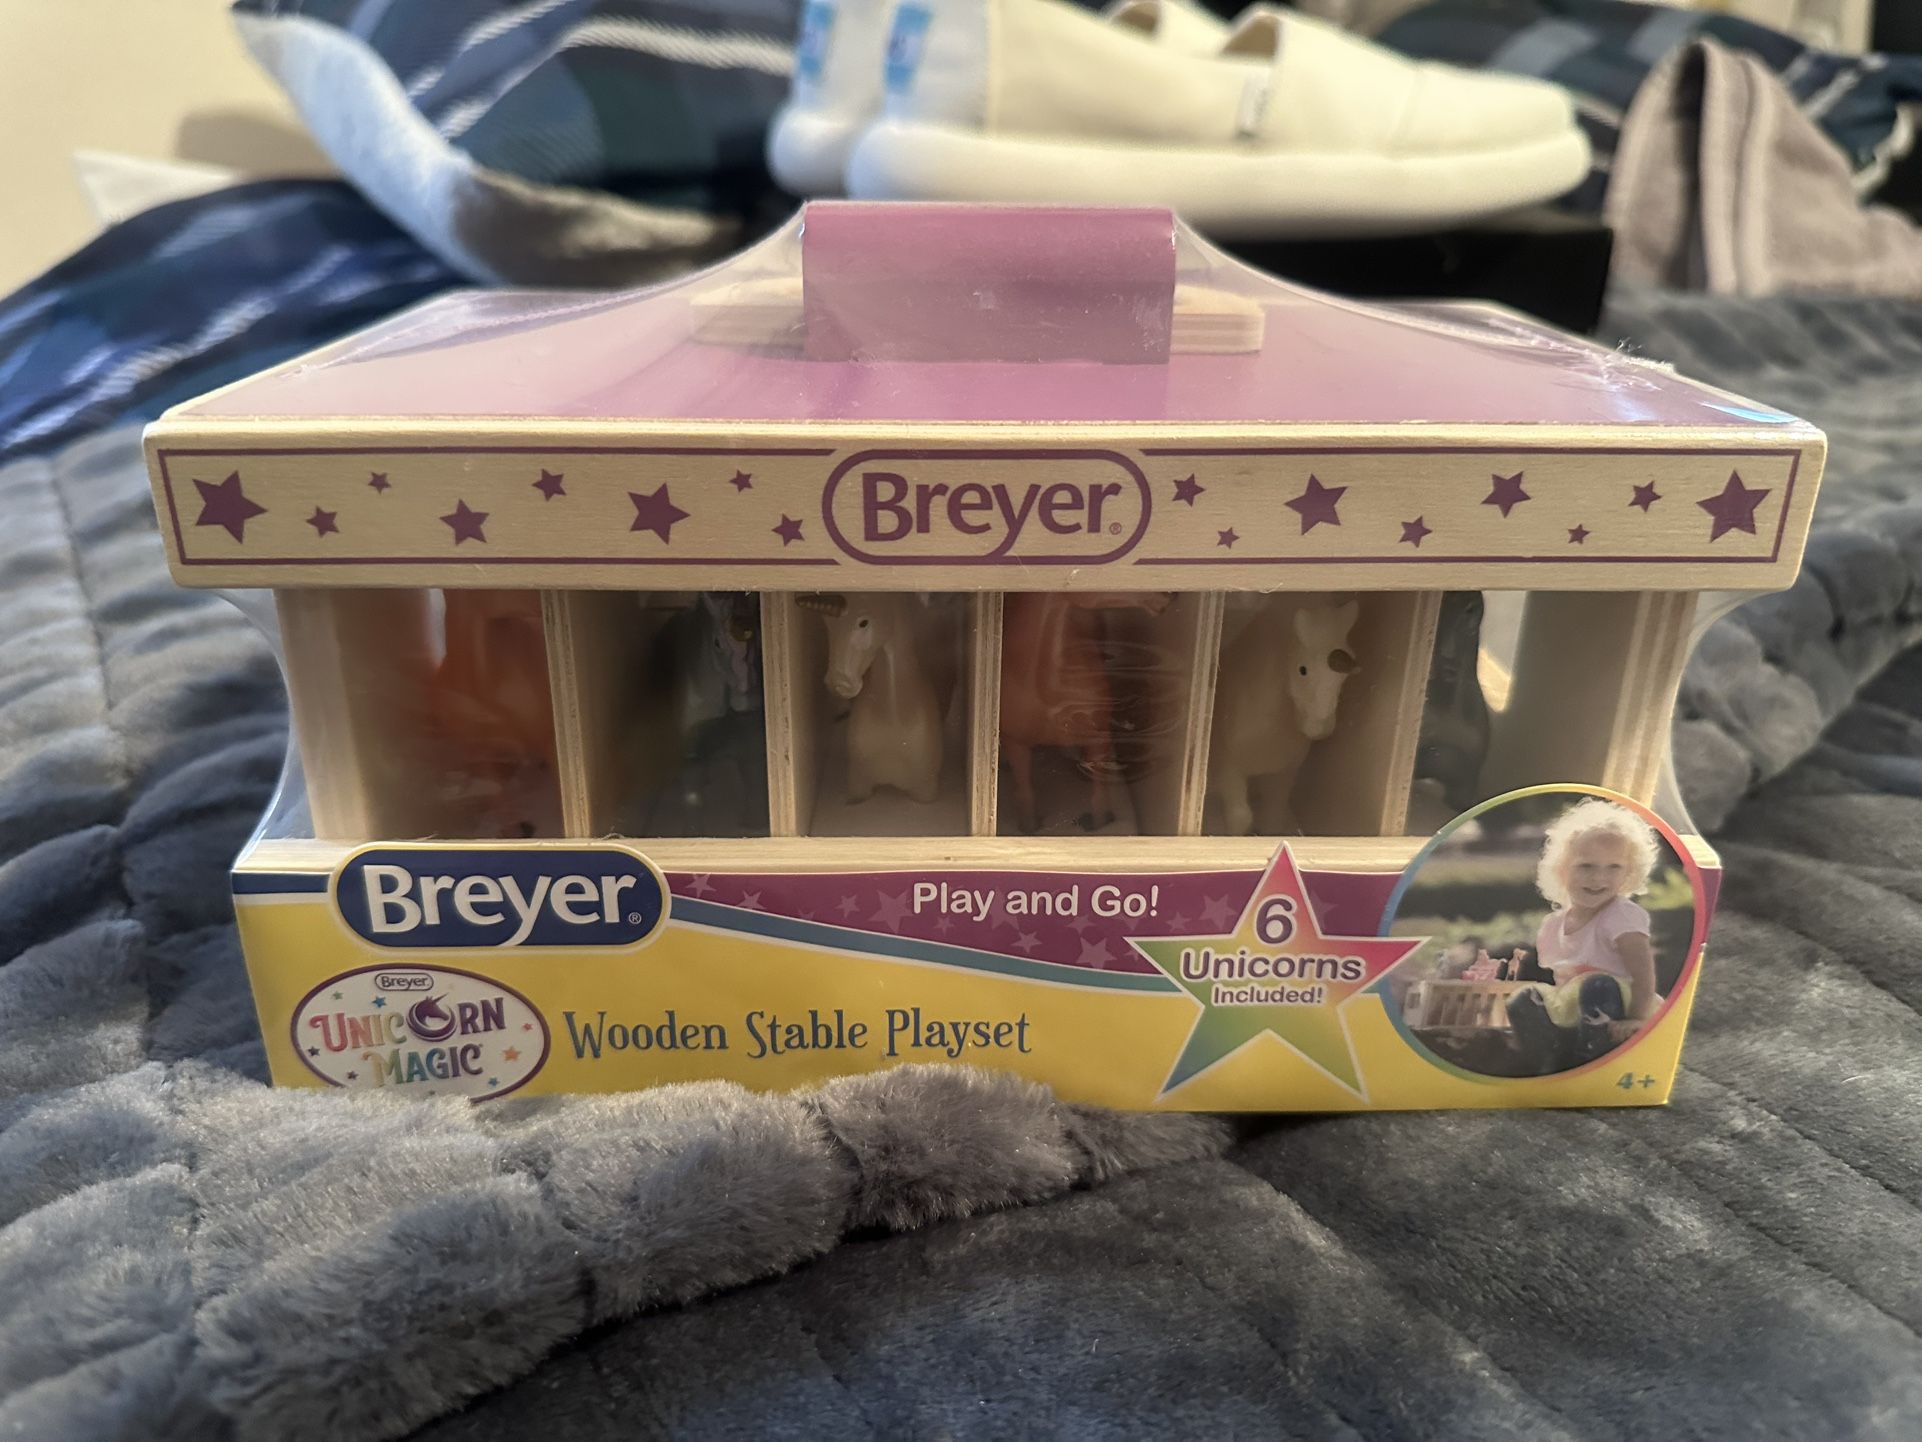 Breyer®
Breyer®
Play and Go!
6
Unicorns
Included!
Breyer
UNICORN
MAGIC
Wooden Stable Playset
4+